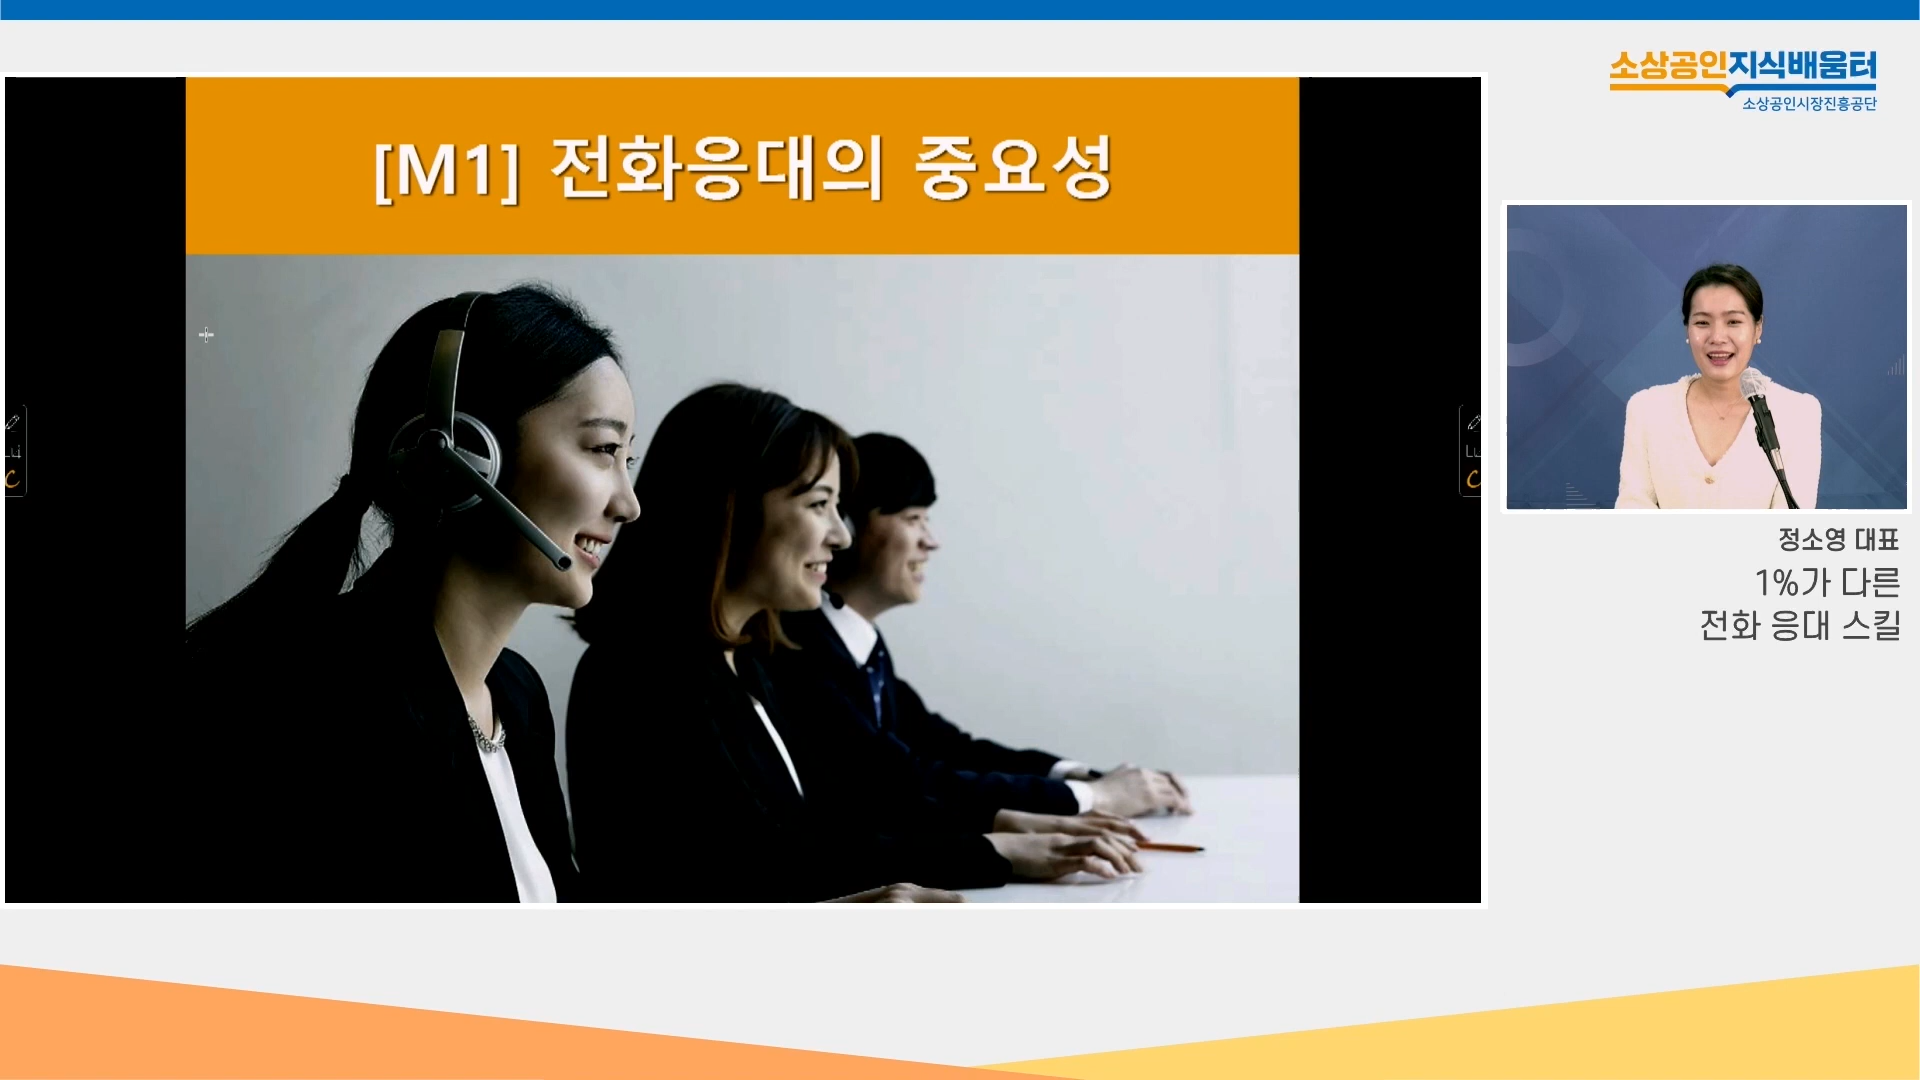 소상공인지식배움터
소상공인시장진흥공단
[M1] 전화응대의 중요성
정소영 대표
1%가 다른
전화 응대 스킬